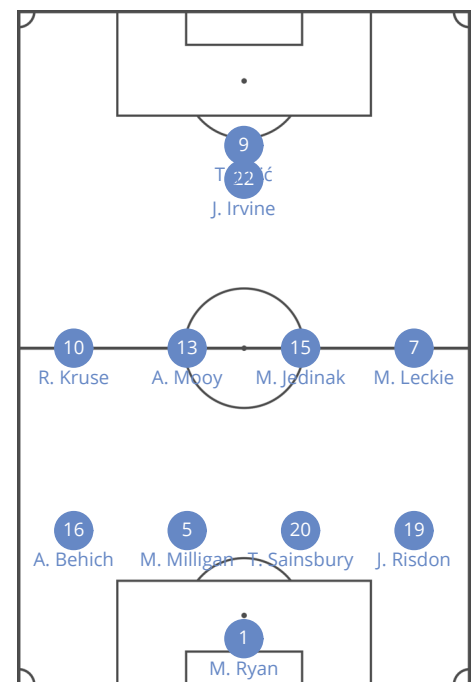 9
22
J. Irvine
10 13 15 7
R. Kruse A. Mooy M. Jedinak M. Leckie
16 5 20 19
A. Behich M. Milligan T. Sainsbury J. Risdon
1
M. Ryan